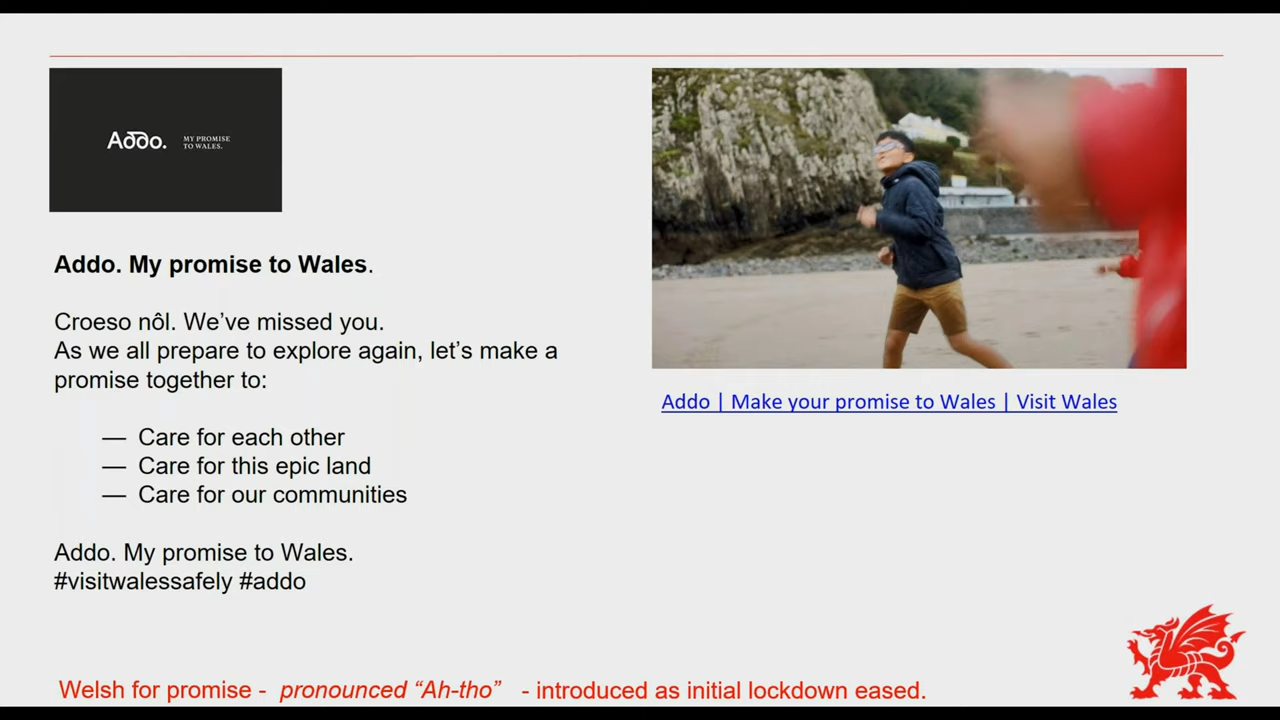 Addo.
MY PROMISE
TO WALES.
Addo. My promise to Wales.
Croeso nôl. We’ve missed you.
As we all prepare to explore again, let’s make a
promise together to:
— Care for each other
— Care for this epic land
— Care for our communities
Addo. My promise to Wales.
#visitwalessafely #addo
Addo | Make your promise to Wales | Visit Wales
Welsh for promise - pronounced “Ah-tho” - introduced as initial lockdown eased.